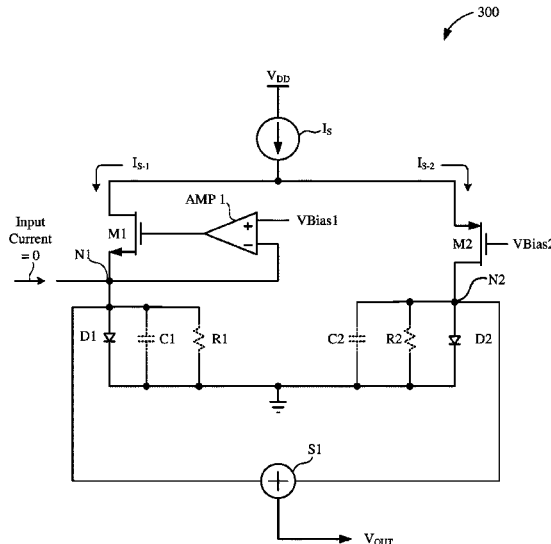 300
V_DD
I_S
I_S-1
I_S-2
AMP 1
M1
+
VBias1
−
M2
VBias2
Input
Current
= 0
N1
N2
D1
C1
R1
C2
R2
D2
S1
+
V_OUT